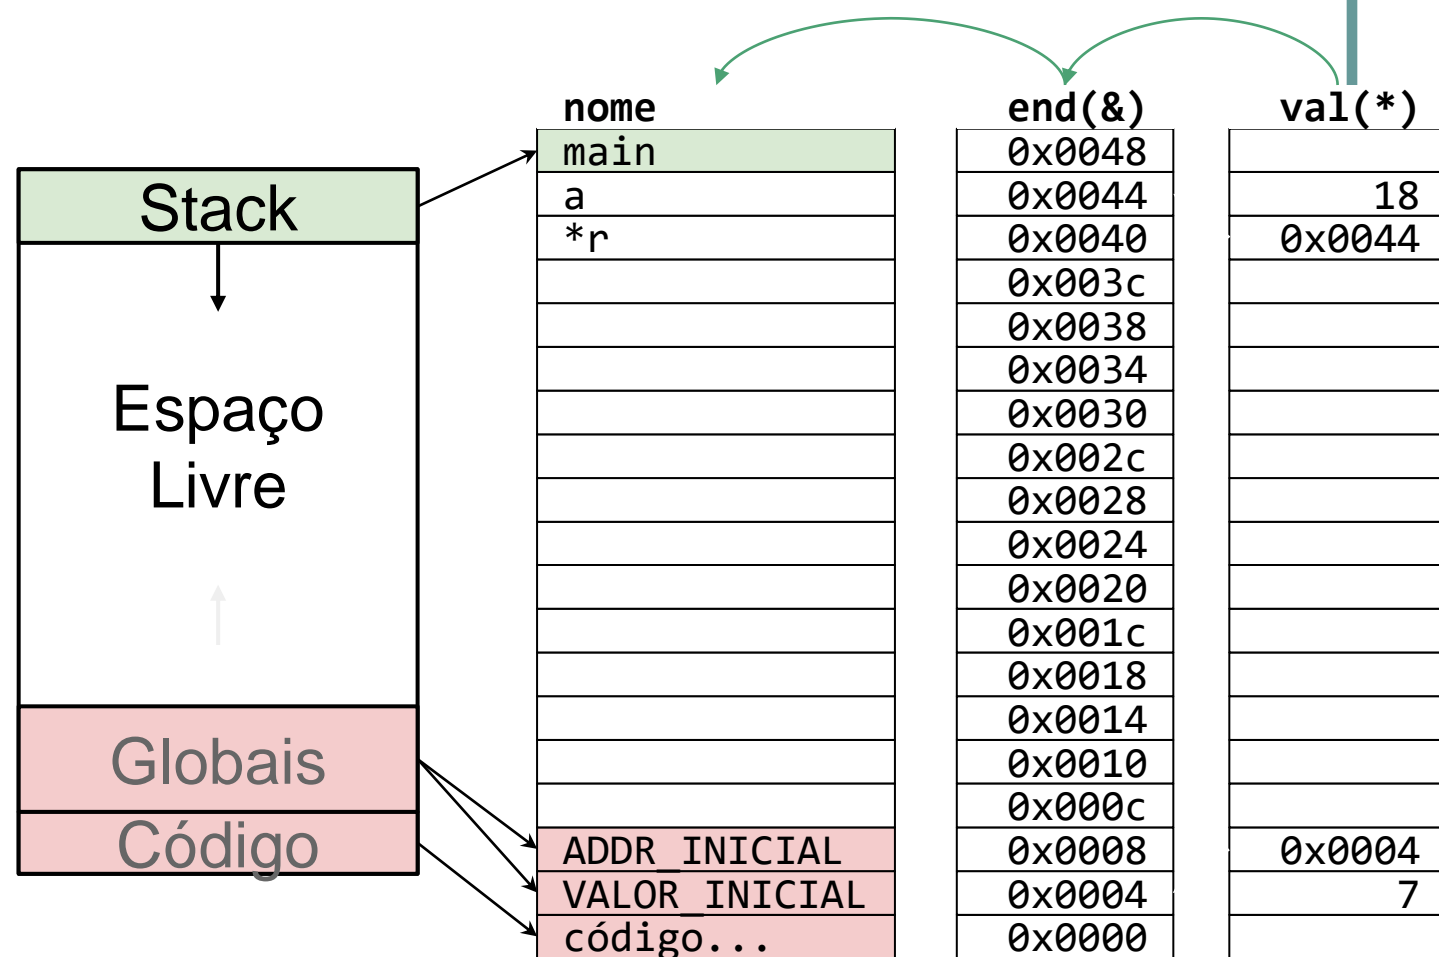 nome end(&) val(*)
main 0x0048
Stack
a 0x0044 18
*r 0x0040 0x0044
0x003c
0x0038
0x0034
Espaço
Livre
0x0030
0x002c
0x0028
0x0024
0x0020
0x001c
0x0018
0x0014
Globais
0x0010
0x000c
Código
ADDR_INICIAL 0x0008 0x0004
VALOR_INICIAL 0x0004 7
código... 0x0000